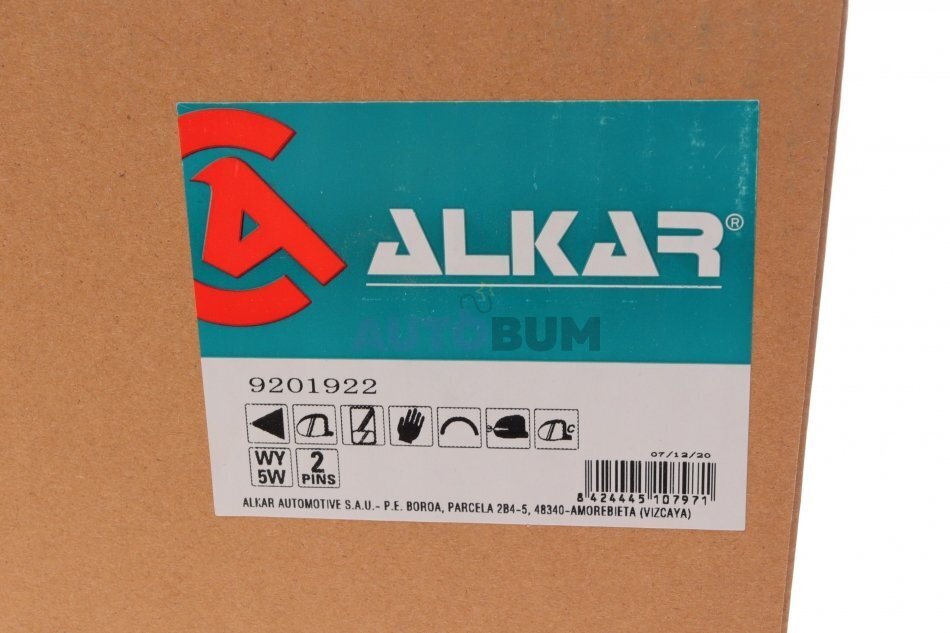 ALKAR®
AUTOBUM
9201922
WY
5W
2
PINS
07/12/20
8 424445 107971
ALKAR AUTOMOTIVE S.A.U.- P.E. BOROA, PARCELA 2B4-5, 48340-AMOREBIETA (VIZCAYA)